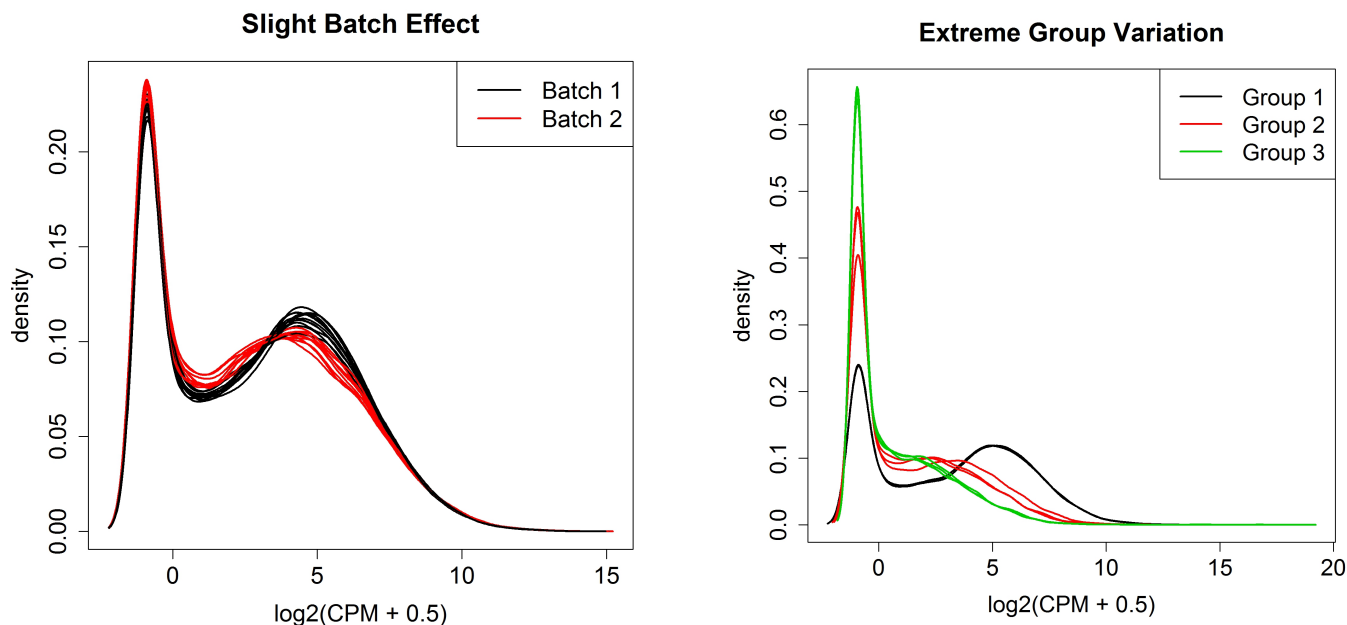 Slight Batch Effect
Batch 1
Batch 2
density
0.00
0.05
0.10
0.15
0.20
0 5 10 15
log2(CPM + 0.5)
Extreme Group Variation
Group 1
Group 2
Group 3
density
0.0
0.1
0.2
0.3
0.4
0.5
0.6
0 5 10 15 20
log2(CPM + 0.5)